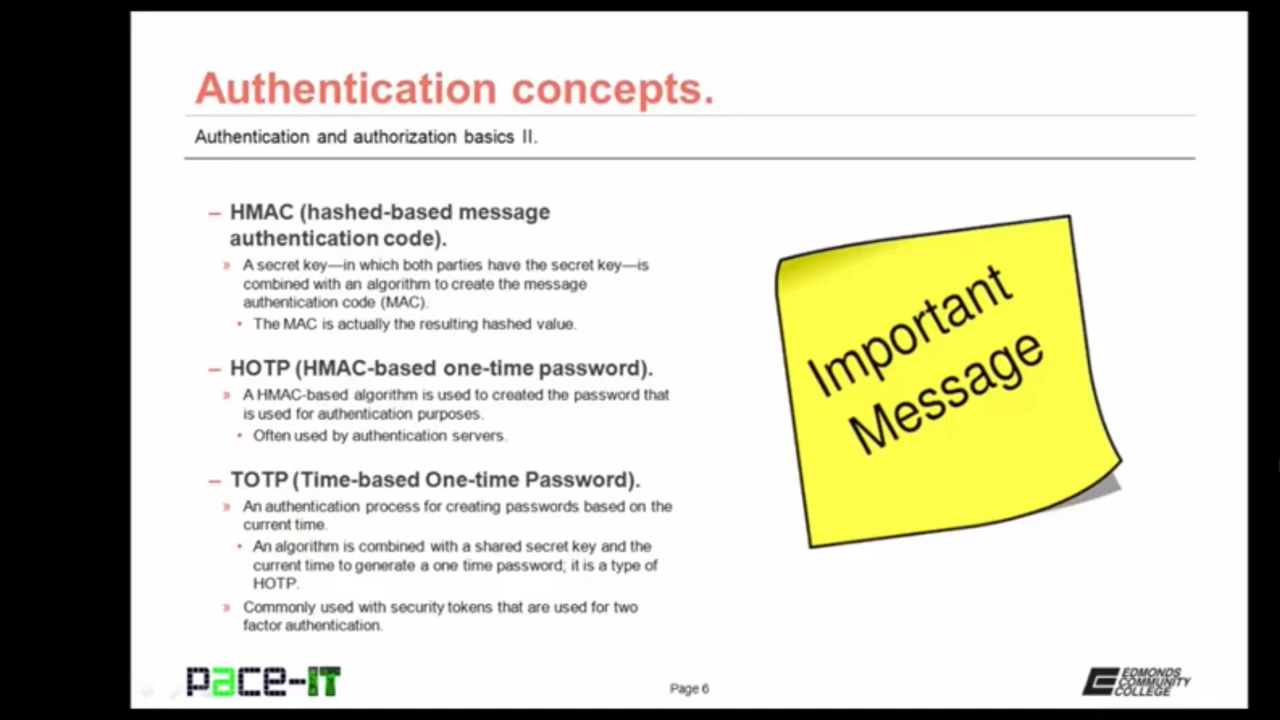 Authentication concepts.
Authentication and authorization basics II.
– HMAC (hashed-based message
authentication code).
» A secret key—in which both parties have the secret key—is
combined with an algorithm to create the message
authentication code (MAC).
• The MAC is actually the resulting hashed value.
– HOTP (HMAC-based one-time password).
» A HMAC-based algorithm is used to created the password that
is used for authentication purposes.
• Often used by authentication servers.
– TOTP (Time-based One-time Password).
» An authentication process for creating passwords based on the
current time.
• An algorithm is combined with a shared secret key and the
current time to generate a one time password; it is a type of
HOTP.
» Commonly used with security tokens that are used for two
factor authentication.
Important
Message
pace-IT
Page 6
EDMONDS
COMMUNITY
COLLEGE